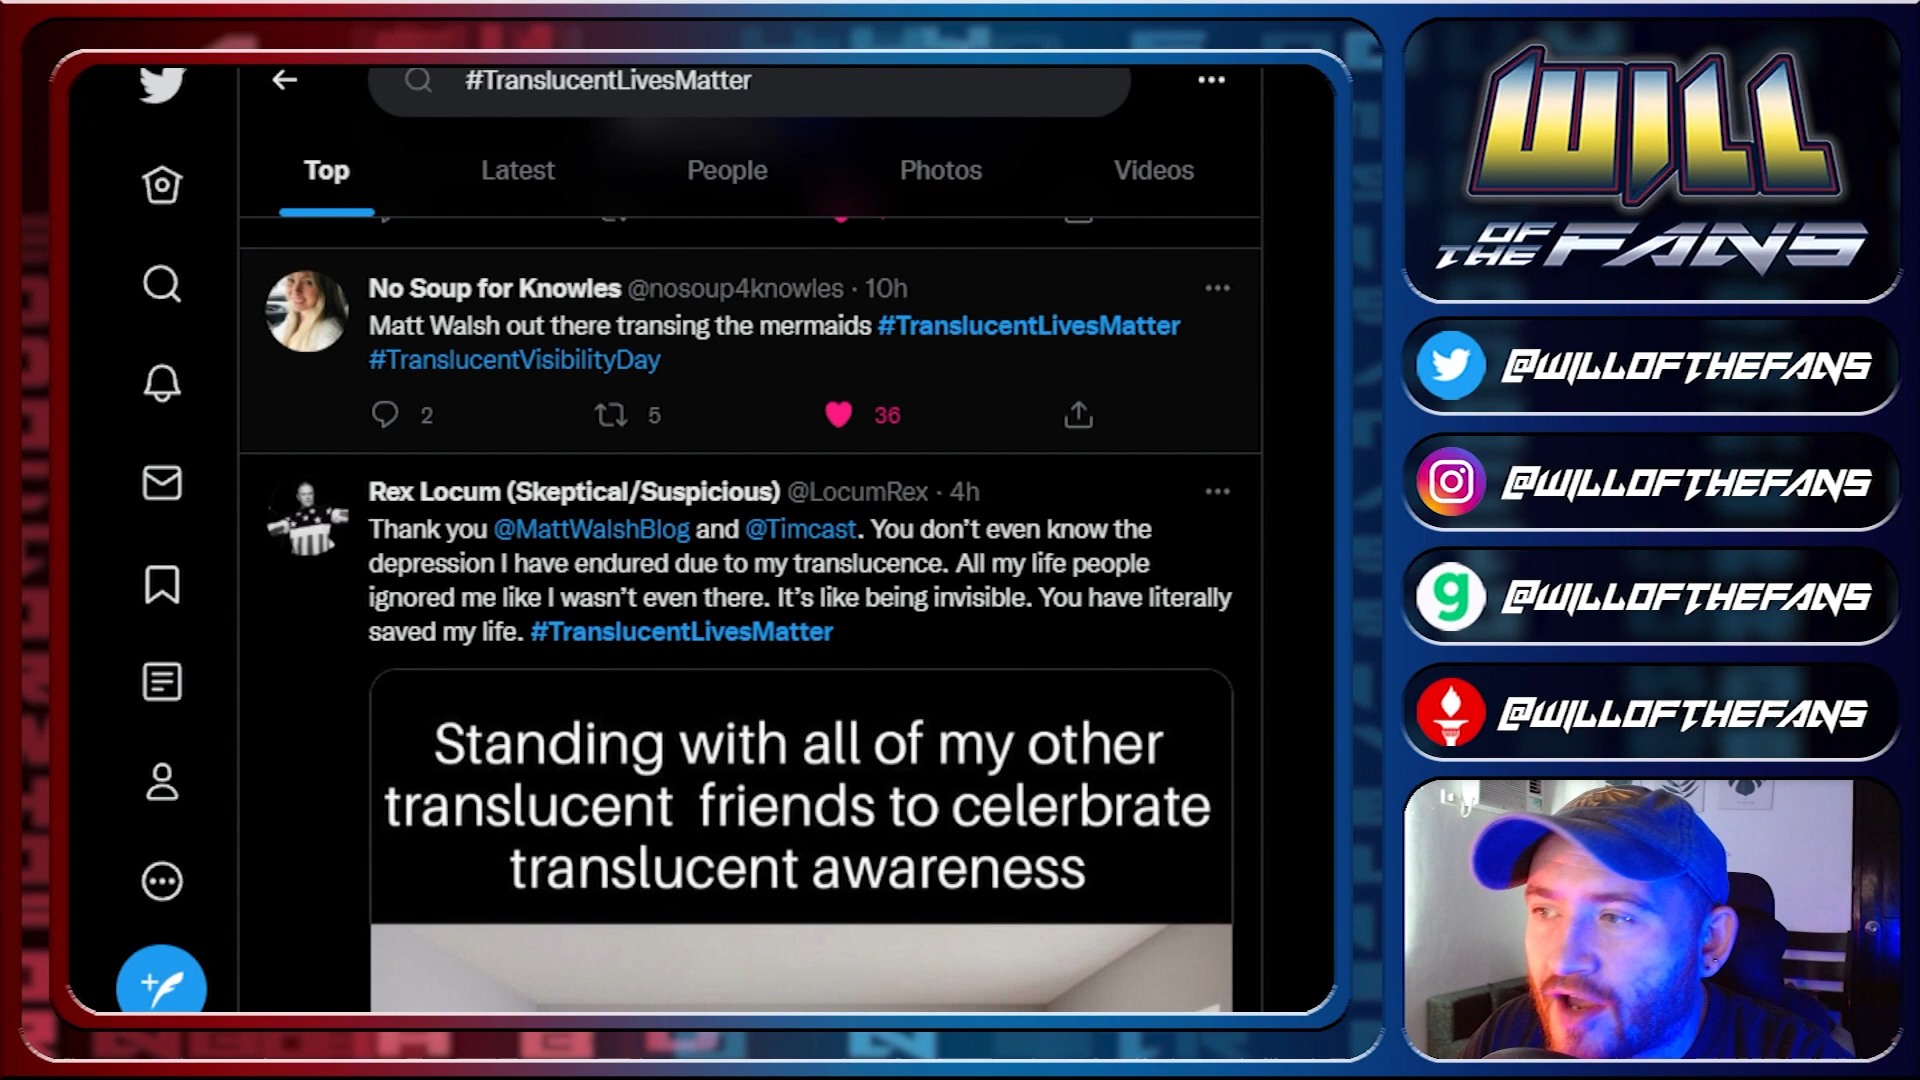 #TranslucentLivesMatter
Top
Latest
People
Photos
Videos
No Soup for Knowles @nosoup4knowles · 10h
Matt Walsh out there transing the mermaids #TranslucentLivesMatter
#TranslucentVisibilityDay
2
5
36
Rex Locum (Skeptical/Suspicious) @LocumRex · 4h
Thank you @MattWalshBlog and @Timcast. You don't even know the
depression I have endured due to my translucence. All my life people
ignored me like I wasn't even there. It's like being invisible. You have literally
saved my life. #TranslucentLivesMatter
Standing with all of my other
translucent friends to celerbrate
translucent awareness
WILL
OF
THE FANS
@WILLOFTHEFANS
@WILLOFTHEFANS
g
@WILLOFTHEFANS
@WILLOFTHEFANS